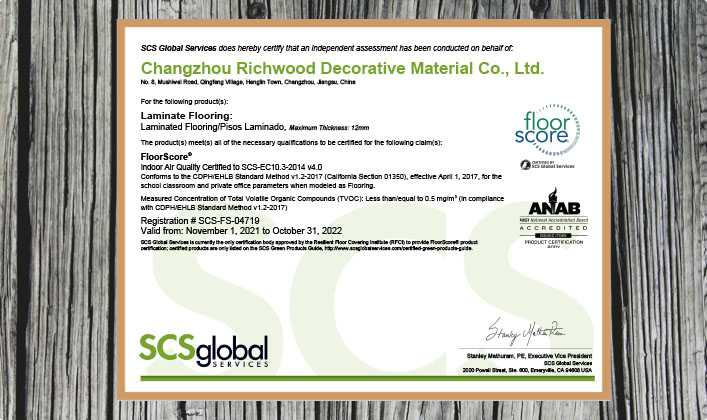 SCS Global Services does hereby certify that an independent assessment has been conducted on behalf of:
Changzhou Richwood Decorative Material Co., Ltd.
No. 8, Mushiwei Road, Qingfeng Village, Henglin Town, Changzhou, Jiangsu, China
For the following product(s):
Laminate Flooring:
Laminated Flooring/Pisos Laminado, Maximum Thickness: 12mm
The product(s) meet(s) all of the necessary qualifications to be certified for the following claim(s):
FloorScore®
Indoor Air Quality Certified to SCS-EC10.3-2014 v4.0
Conforms to the CDPH/EHLB Standard Method v1.2-2017 (California Section 01350), effective April 1, 2017, for the
school classroom and private office parameters when modeled as Flooring.
Measured Concentration of Total Volatile Organic Compounds (TVOC): Less than/equal to 0.5 mg/m³ (in compliance
with CDPH/EHLB Standard Method v1.2-2017)
Registration # SCS-FS-04719
Valid from: November 1, 2021 to October 31, 2022
SCS Global Services is currently the only certification body approved by the Resilient Floor Covering Institute (RFCI) to provide FloorScore® product
certification; certified products are only listed on the SCS Green Products Guide, http://www.scsglobalservices.com/certified-green-products-guide.
floor
score
CERTIFIED BY
SCS Global Services
ANAB
ANSI National Accreditation Board
ACCREDITED
PRODUCT CERTIFICATION
SCS
SCSglobal
SERVICES
Stanley Mathuram, PE, Executive Vice President
SCS Global Services
2000 Powell Street, Ste. 600, Emeryville, CA 94608 USA